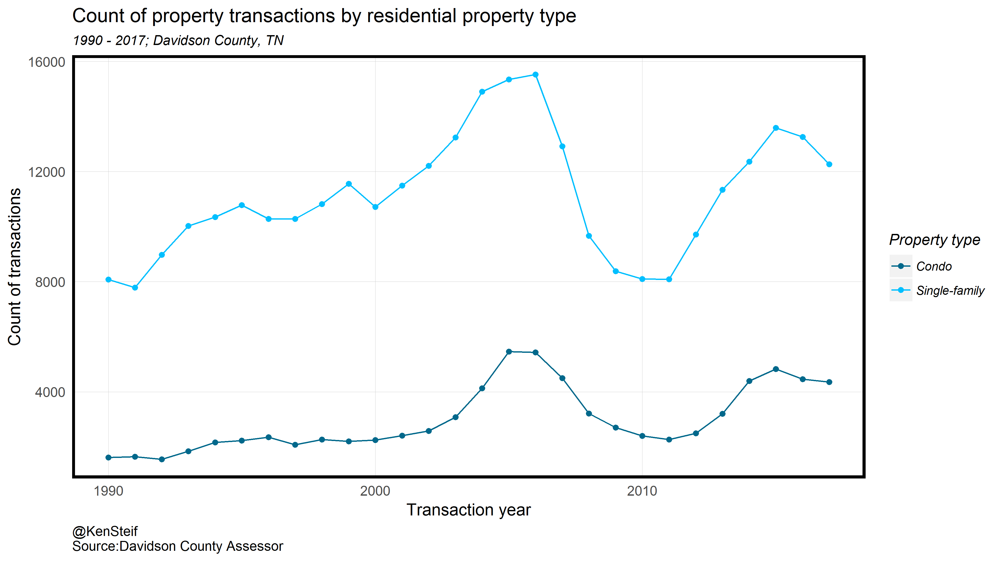 Count of property transactions by residential property type
1990 - 2017; Davidson County, TN
16000
12000
8000
4000
Count of transactions
1990
2000
2010
Transaction year
Property type
Condo
Single-family
@KenSteif
Source:Davidson County Assessor